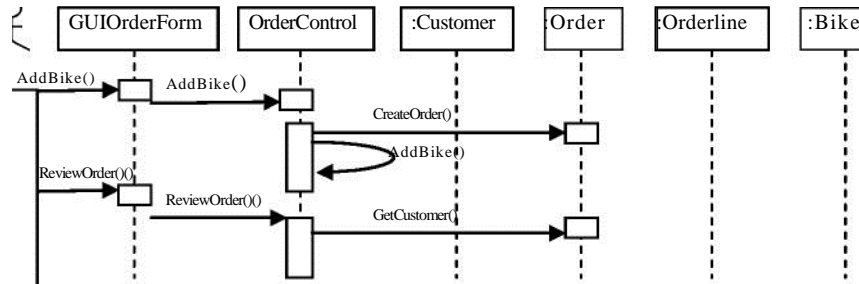 GUIOrderForm OrderControl :Customer :Order :Orderline :Bike
AddBike() AddBike()
CreateOrder()
AddBike()
ReviewOrder()()
ReviewOrder()()
GetCustomer()